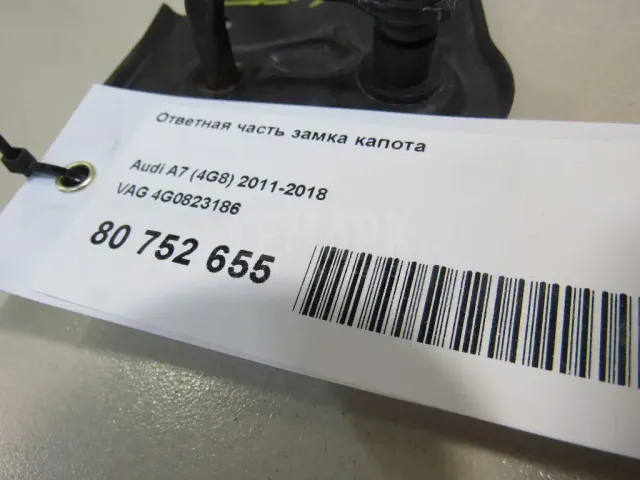 Ответная часть замка капота
Audi A7 (4G8) 2011-2018
VAG 4G0823186
80 752 655